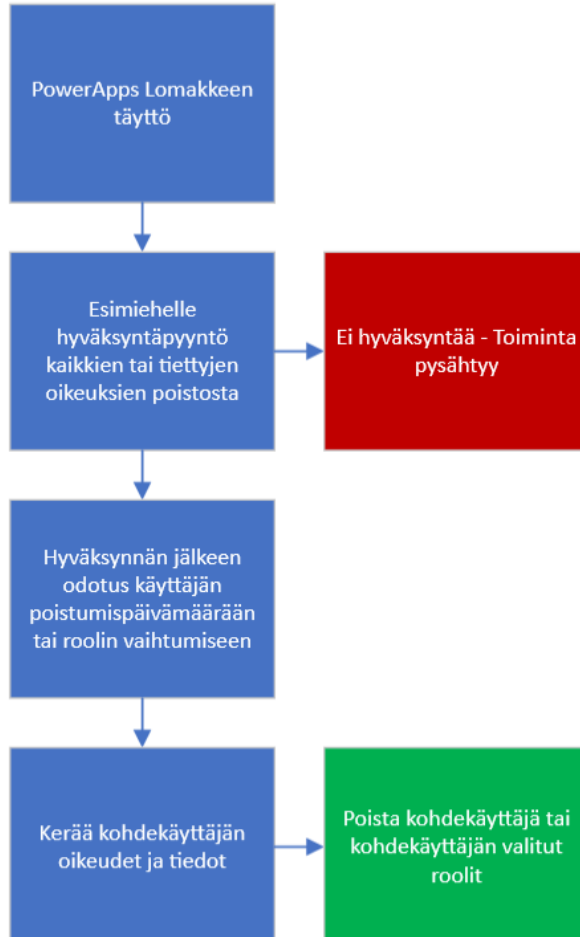 PowerApps Lomakkeen
täyttö
Esimiehelle
hyväksyntäpyyntö
kaikkien tai tiettyjen
oikeuksien poistosta
Ei hyväksyntää - Toiminta
pysähtyy
Hyväksynnän jälkeen
odotus käyttäjän
poistumispäivämäärään
tai roolin vaihtumiseen
Kerää kohdekäyttäjän
oikeudet ja tiedot
Poista kohdekäyttäjä tai
kohdekäyttäjän valitut
roolit